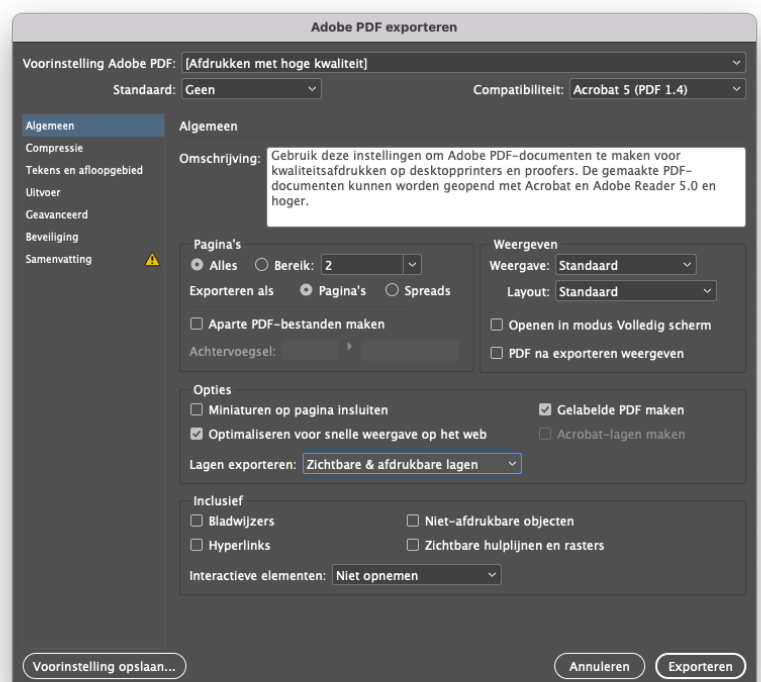 Adobe PDF exporteren
Voorinstelling Adobe PDF: [Afdrukken met hoge kwaliteit]
Standaard: Geen Compatibiliteit: Acrobat 5 (PDF 1.4)
Algemeen
Compressie
Tekens en afloopgebied
Uitvoer
Geavanceerd
Beveiliging
Samenvatting
Algemeen
Omschrijving: Gebruik deze instellingen om Adobe PDF-documenten te maken voor
kwaliteitsafdrukken op desktopprinters en proofers. De gemaakte PDF-
documenten kunnen worden geopend met Acrobat en Adobe Reader 5.0 en
hoger.
Pagina's
Alles Bereik: 2
Exporteren als Pagina's Spreads
Aparte PDF-bestanden maken
Achtervoegsel:
Weergeven
Weergave: Standaard
Layout: Standaard
Openen in modus Volledig scherm
PDF na exporteren weergeven
Opties
Miniaturen op pagina insluiten Gelabelde PDF maken
Optimaliseren voor snelle weergave op het web Acrobat-lagen maken
Lagen exporteren: Zichtbare & afdrukbare lagen
Inclusief
Bladwijzers Niet-afdrukbare objecten
Hyperlinks Zichtbare hulplijnen en rasters
Interactieve elementen: Niet opnemen
Voorinstelling opslaan... Annuleren Exporteren